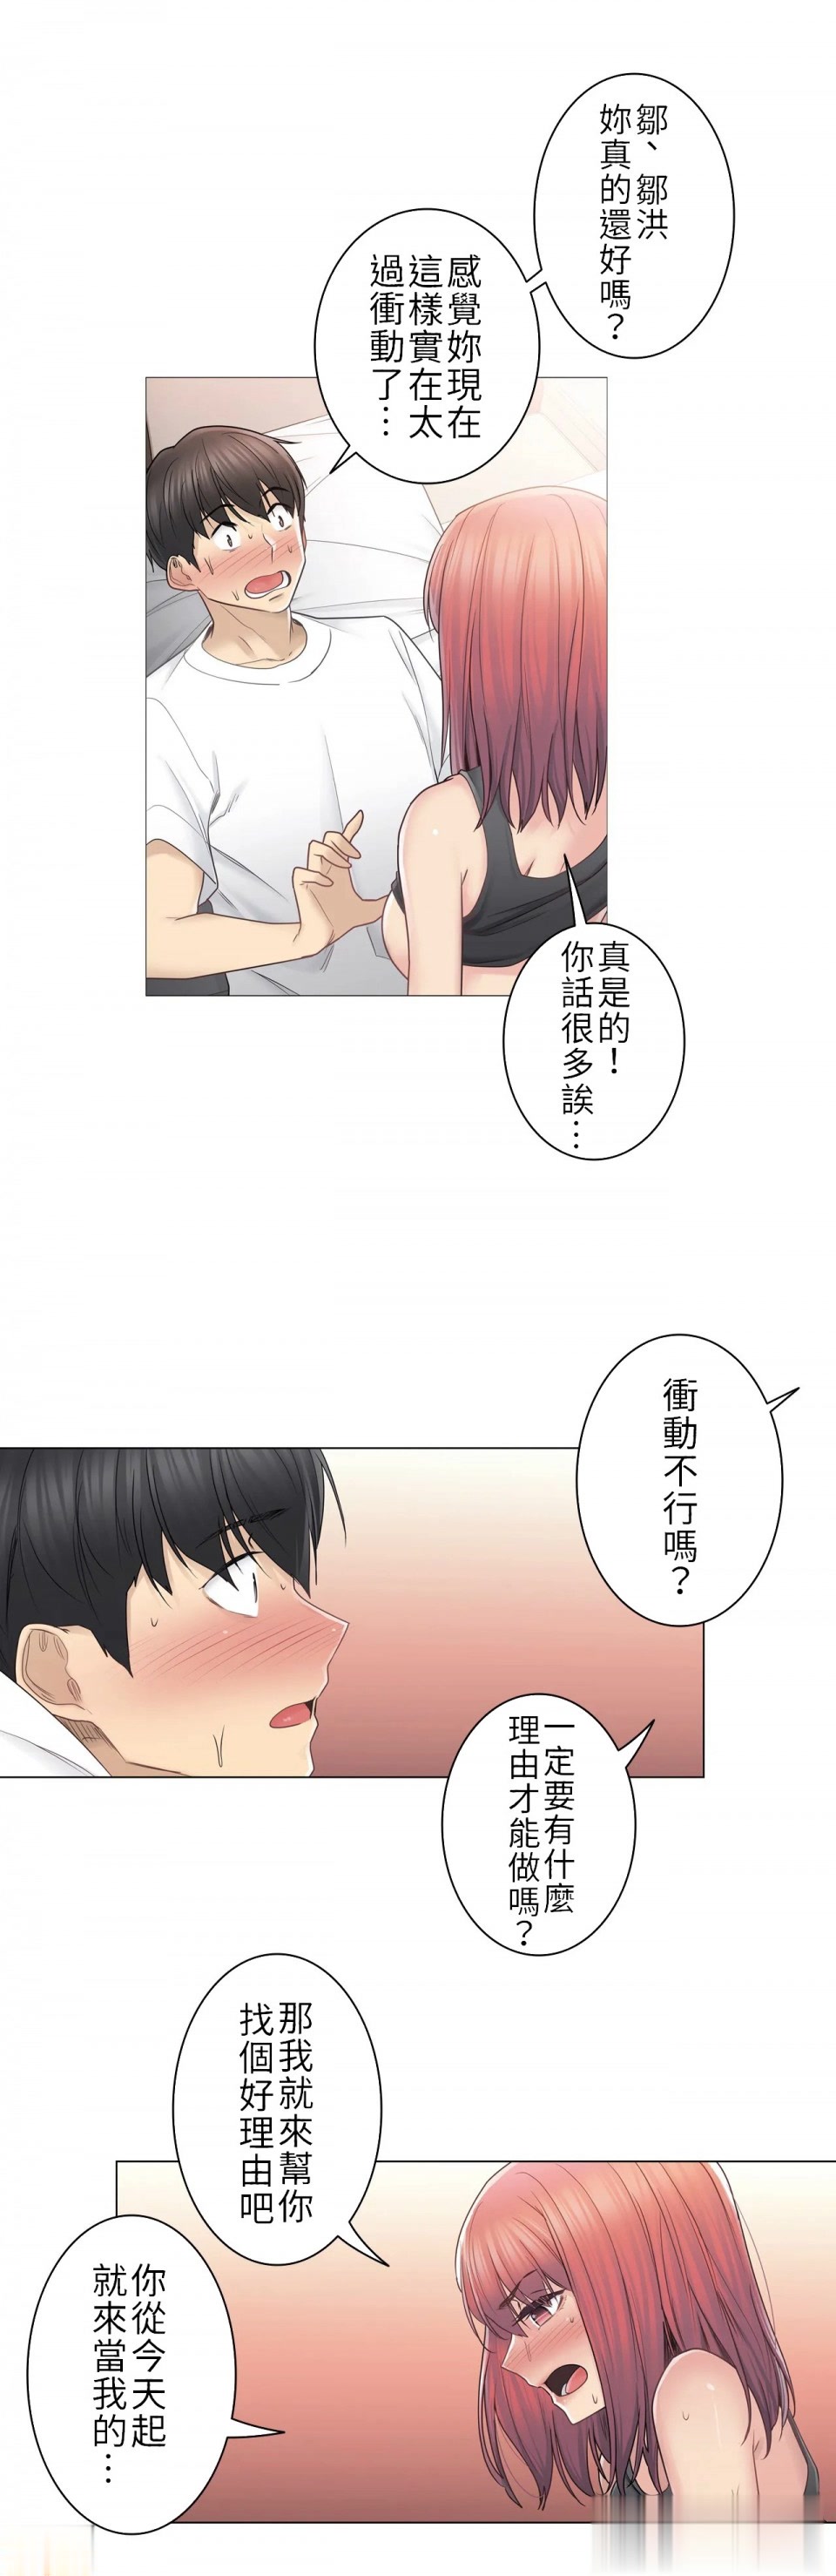 鄒、鄒洪
妳真的還好嗎？
感覺妳現在
這樣實在太
過衝動了…
真是的！
你話很多誒…
衝動不行嗎？
一定要有什麼
理由才能做嗎？
那我就來幫你
找個好理由吧
你從今天起
就來當我的…